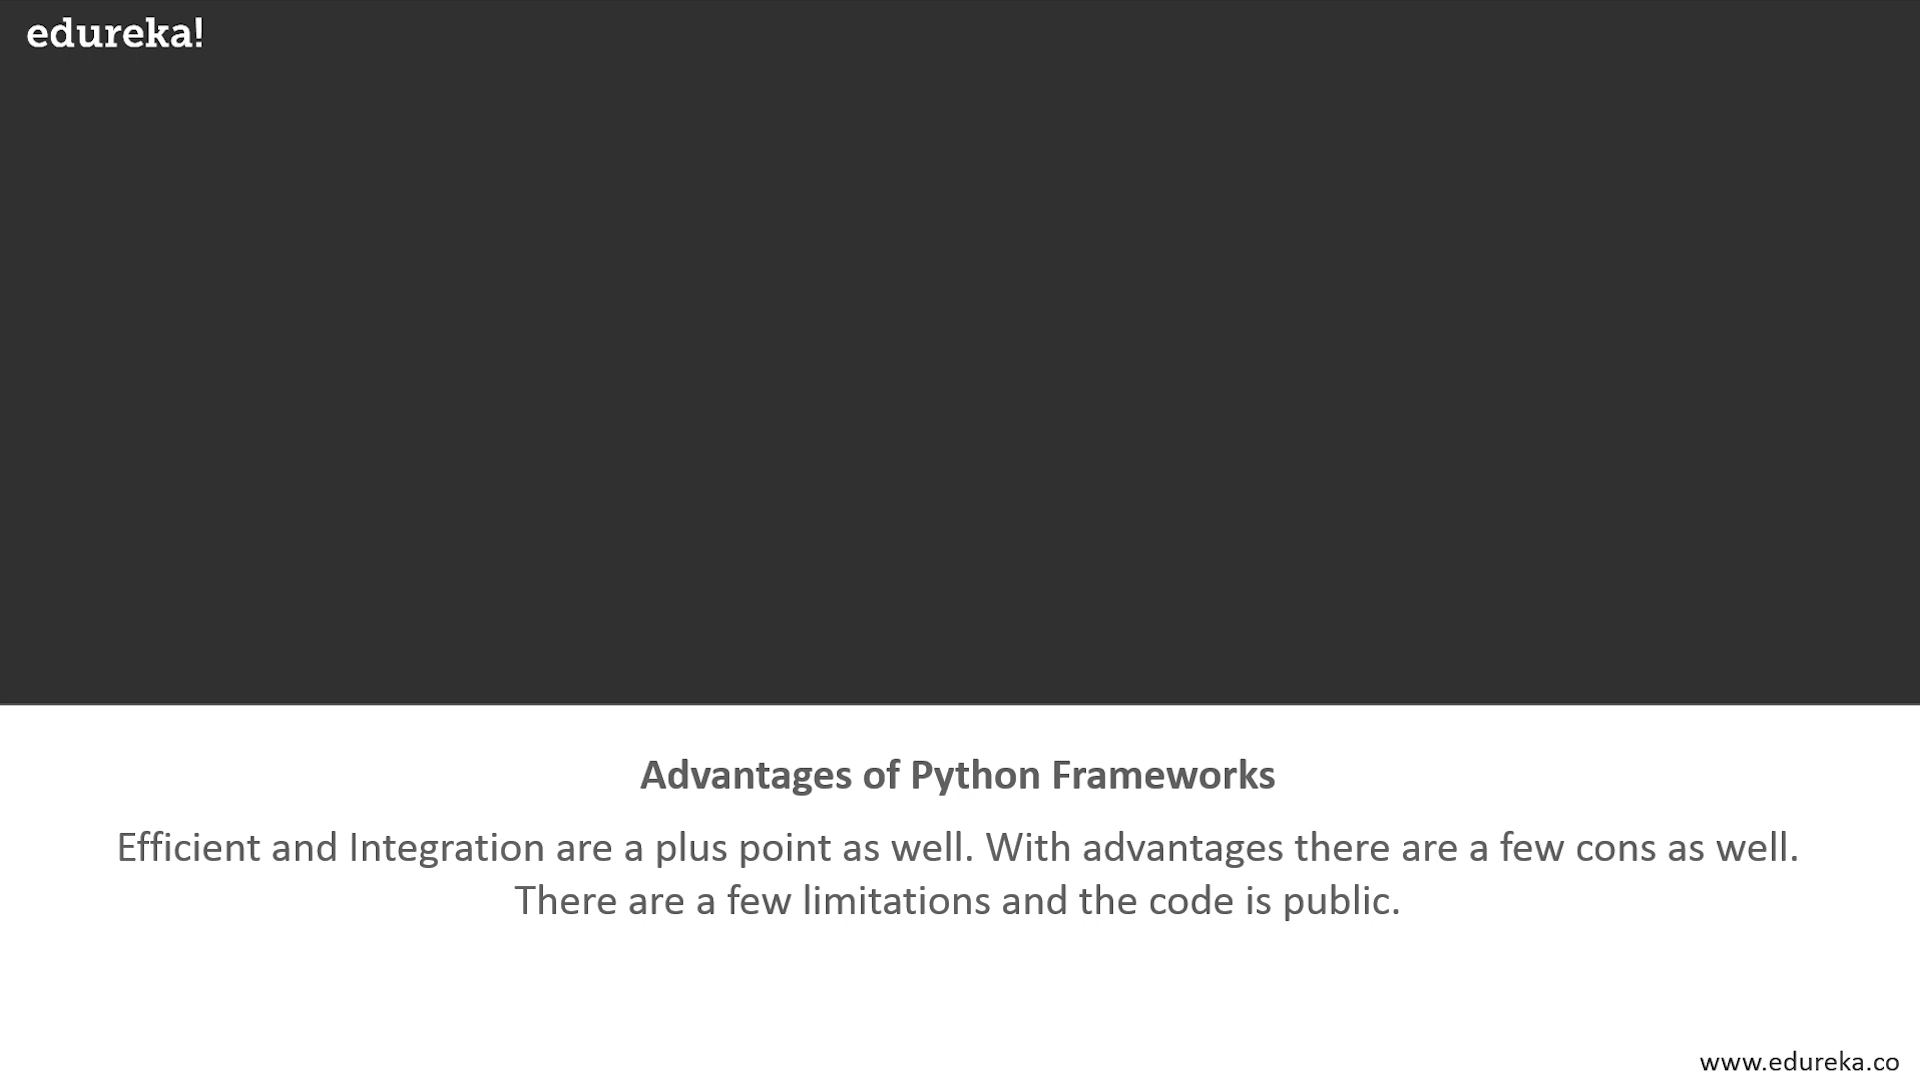 edureka!
Advantages of Python Frameworks
Efficient and Integration are a plus point as well. With advantages there are a few cons as well.
There are a few limitations and the code is public.
www.edureka.co